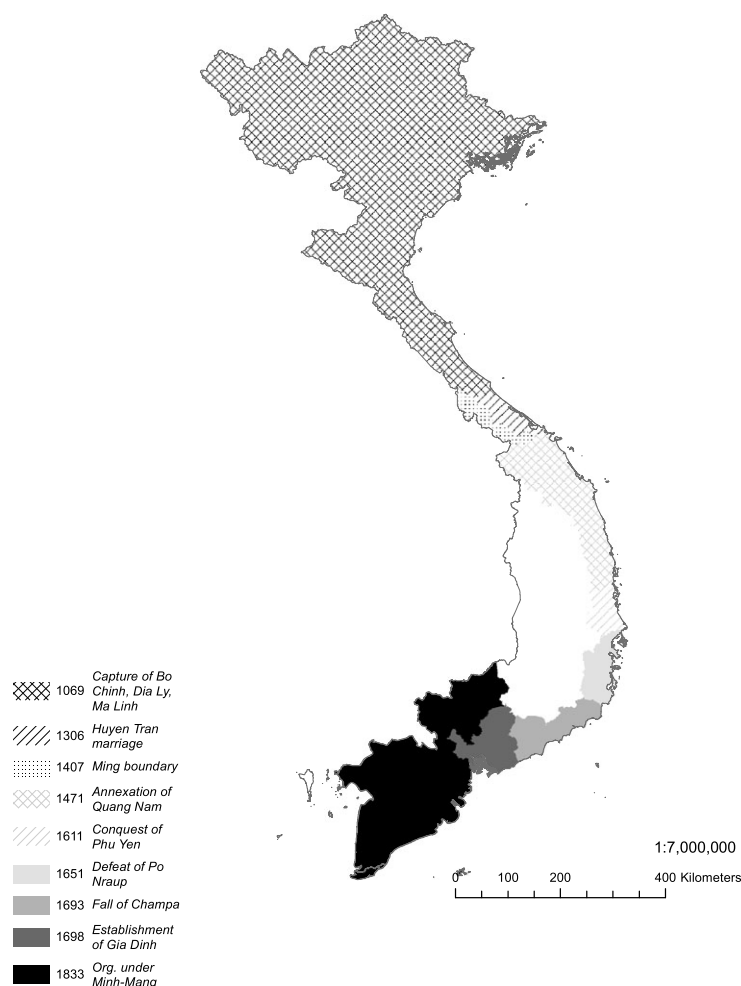 1069 Capture of Bo
Chinh, Dia Ly,
Ma Linh
1306 Huyen Tran
marriage
1407 Ming boundary
1471 Annexation of
Quang Nam
1611 Conquest of
Phu Yen
1651 Defeat of Po
Nraup
1693 Fall of Champa
1698 Establishment
of Gia Dinh
1833 Org. under
Minh-Mang
1:7,000,000
0 100 200 400 Kilometers